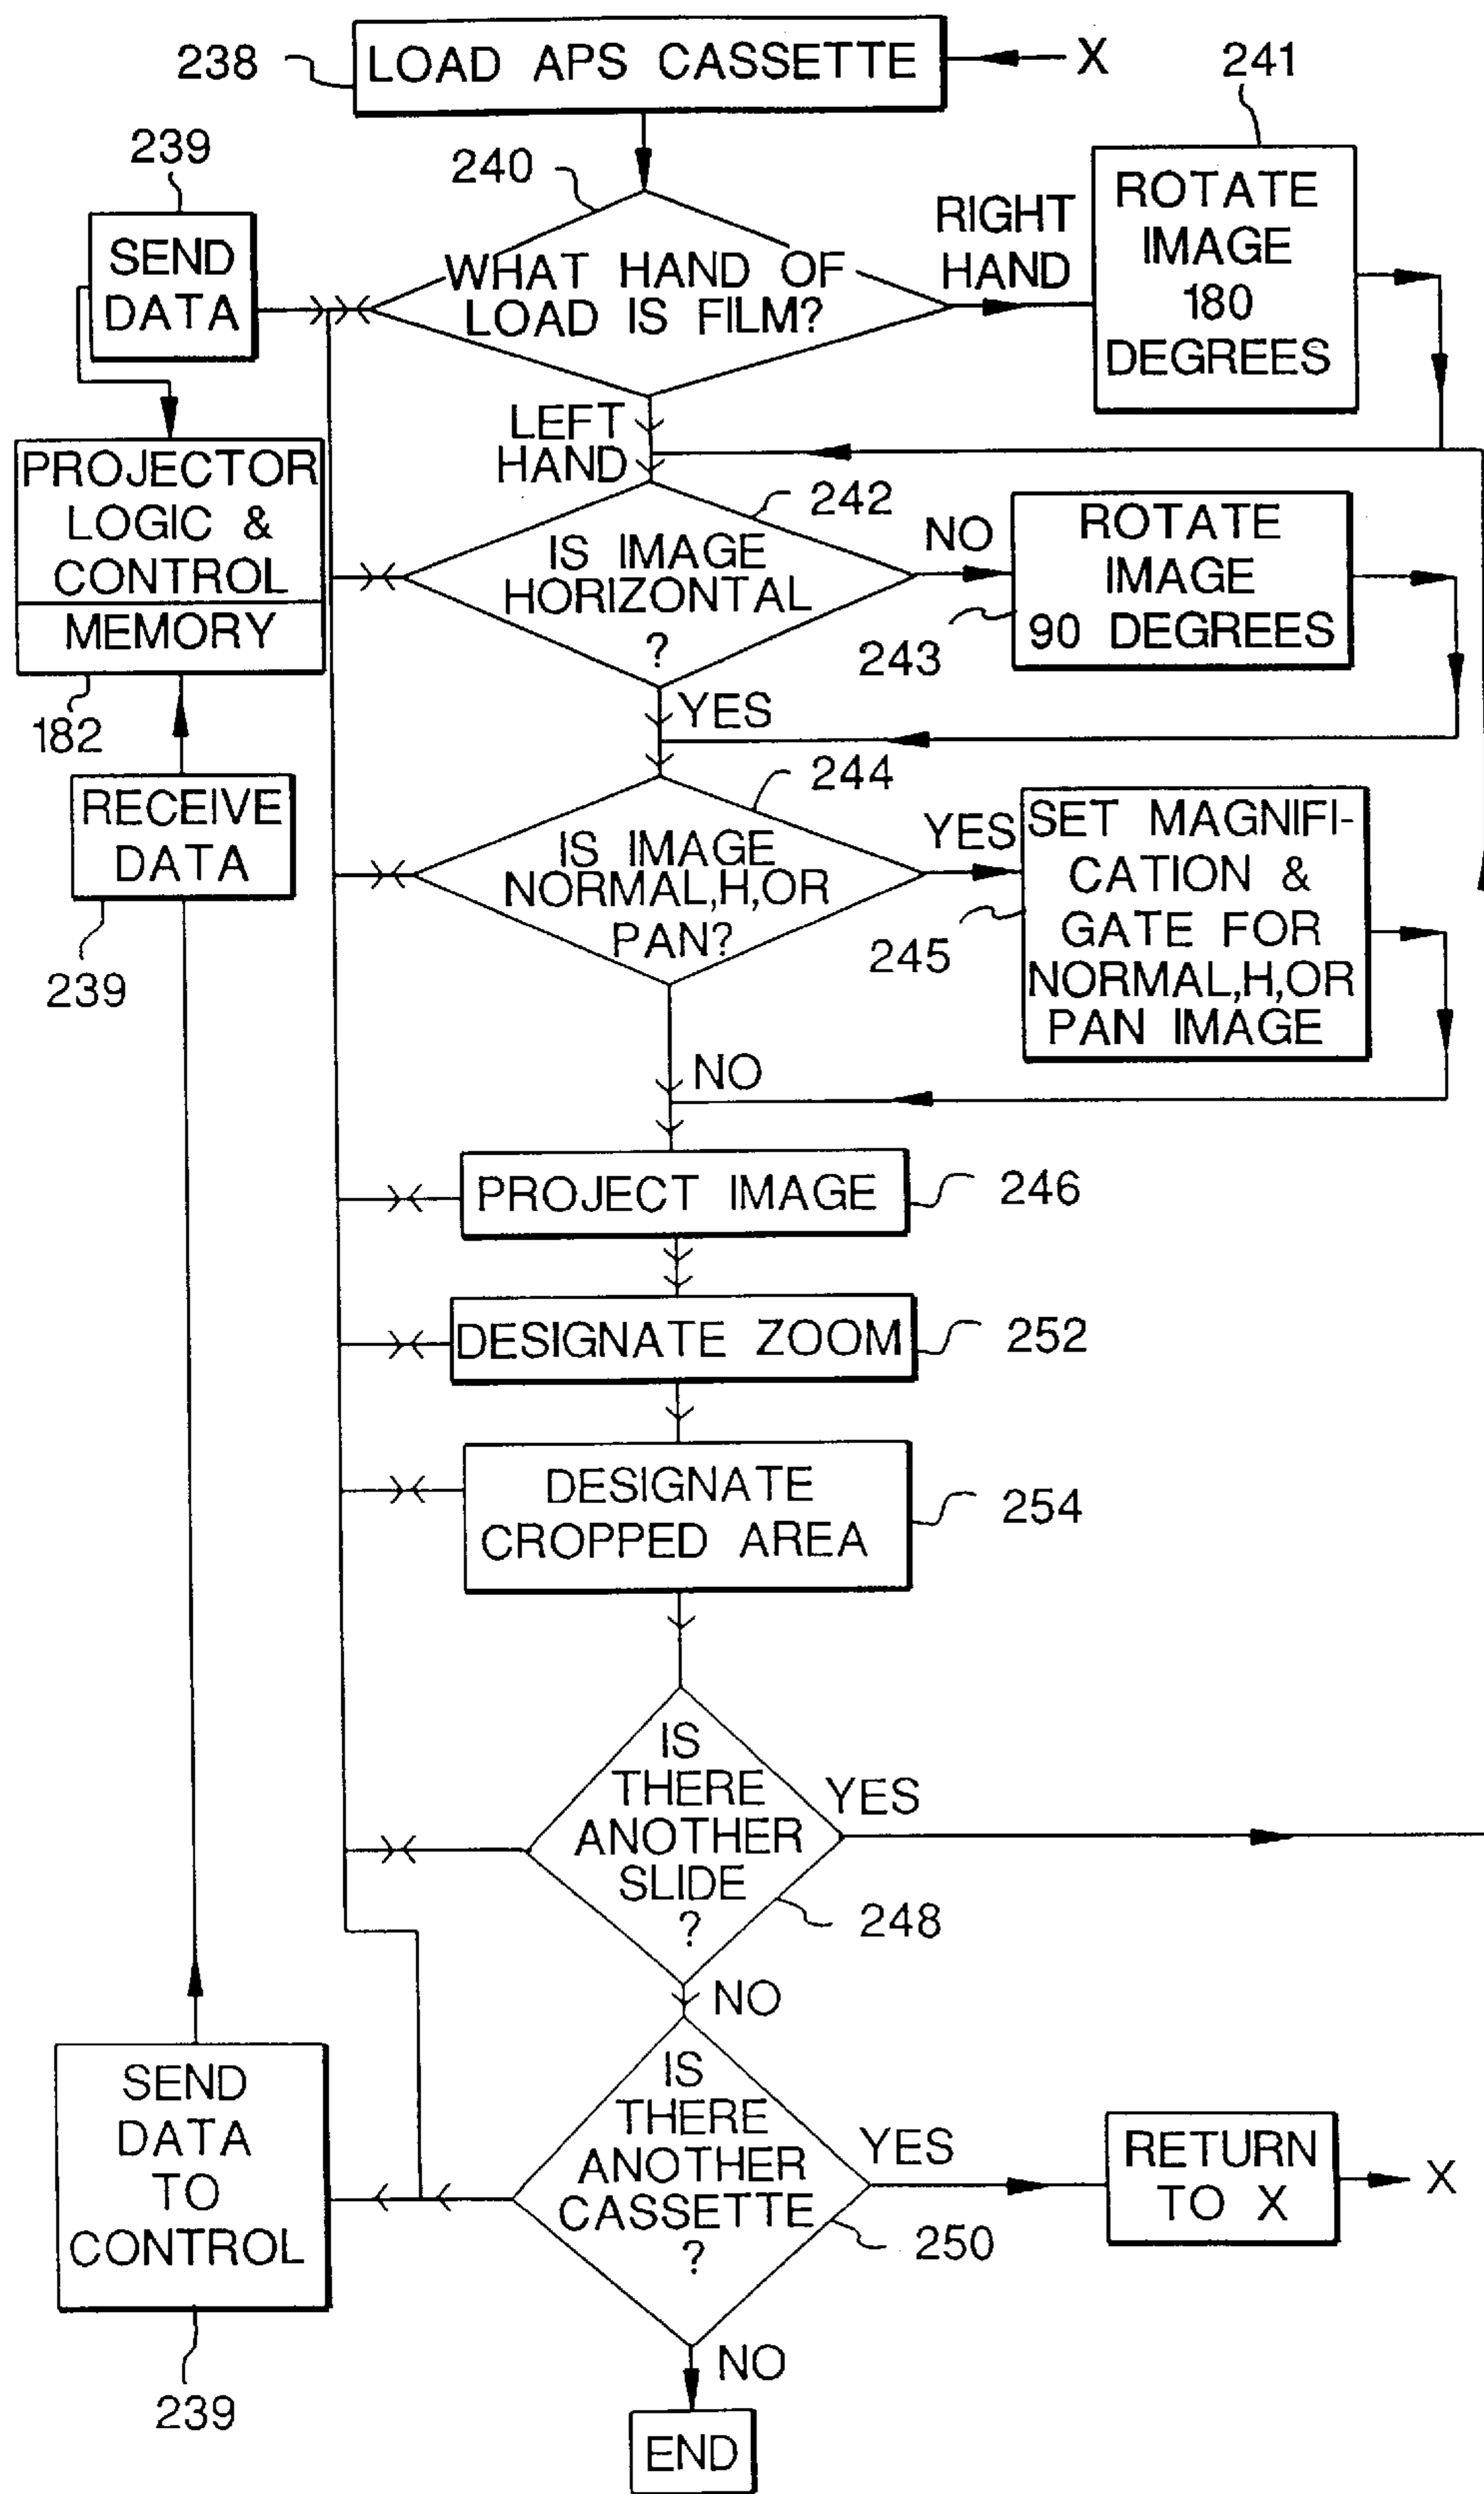 238
LOAD APS CASSETTE
X
241
239
240
SEND
DATA
WHAT HAND OF
LOAD IS FILM?
RIGHT
HAND
ROTATE
IMAGE
180
DEGREES
LEFT
HAND
PROJECTOR
LOGIC &
CONTROL
MEMORY
182
242
IS IMAGE
HORIZONTAL
?
NO
ROTATE
IMAGE
90 DEGREES
243
YES
RECEIVE
DATA
239
244
IS IMAGE
NORMAL,H,OR
PAN?
YES
SET MAGNIFI-
CATION &
GATE FOR
NORMAL,H,OR
PAN IMAGE
245
NO
PROJECT IMAGE
246
DESIGNATE ZOOM
252
DESIGNATE
CROPPED AREA
254
IS
THERE
ANOTHER
SLIDE
?
YES
248
NO
SEND
DATA
TO
CONTROL
239
IS
THERE
ANOTHER
CASSETTE
?
YES
250
RETURN
TO X
X
NO
END